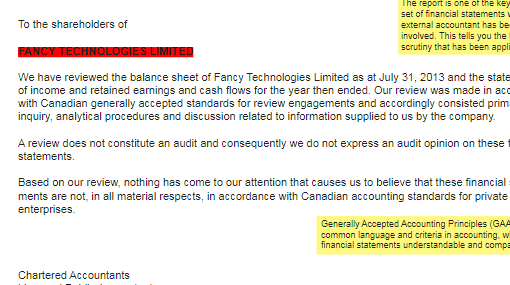 The report is one of the key
set of financial statements
external accountant has be
involved. This tells you the
scrutiny that has been appli
To the shareholders of
FANCY TECHNOLOGIES LIMITED
We have reviewed the balance sheet of Fancy Technologies Limited as at July 31, 2013 and the state
of income and retained earnings and cash flows for the year then ended. Our review was made in acc
with Canadian generally accepted standards for review engagements and accordingly consisted prim
inquiry, analytical procedures and discussion related to information supplied to us by the company.
A review does not constitute an audit and consequently we do not express an audit opinion on these f
statements.
Based on our review, nothing has come to our attention that causes us to believe that these financial
ments are not, in all material respects, in accordance with Canadian accounting standards for private
enterprises.
Generally Accepted Accounting Principles (GAA
common language and criteria in accounting, w
financial statements understandable and compa
Chartered Accountants